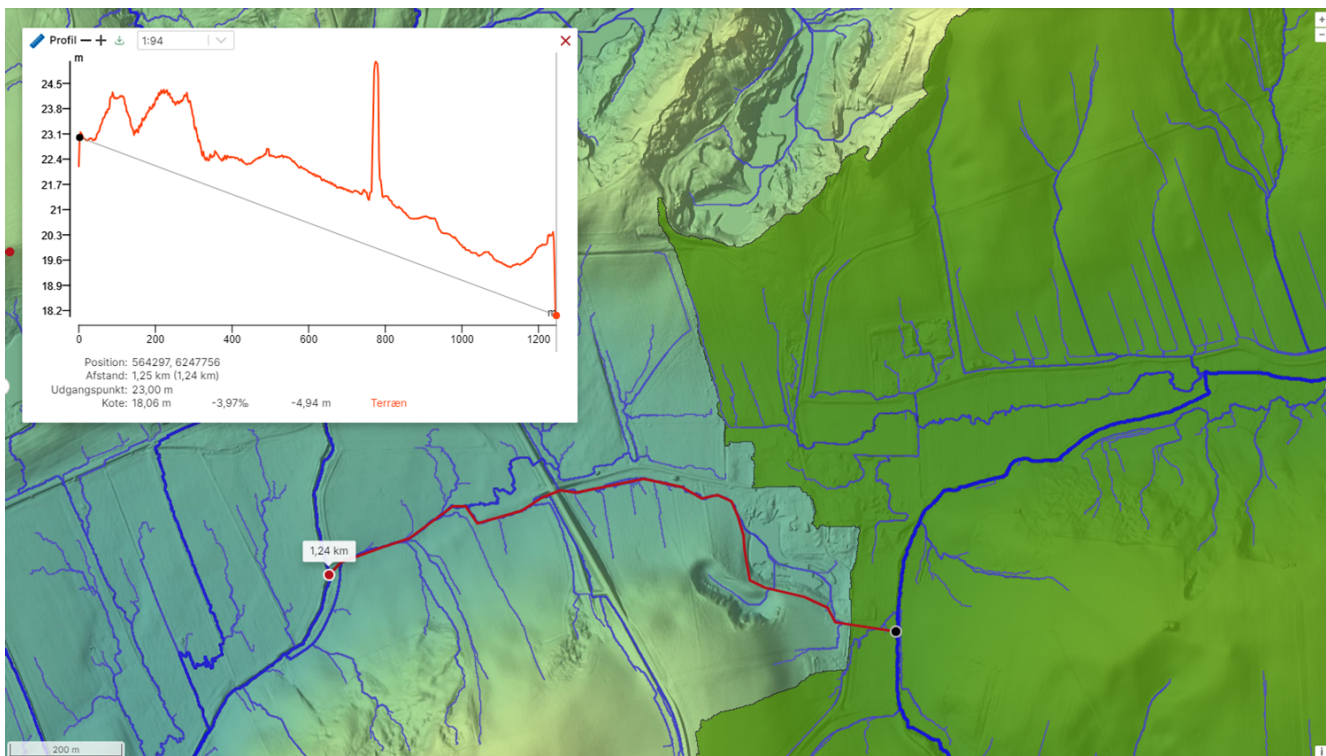 Profil 1:94
m
24.5
23.8
23.1
22.4
21.7
21
20.3
19.6
18.9
18.2
m
0 200 400 600 800 1000 1200
Position: 564297, 6247756
Afstand: 1,25 km (1,24 km)
Udgangspunkt: 23,00 m
Kote: 18,06 m -3,97‰ -4,94 m Terræn
1,24 km
200 m